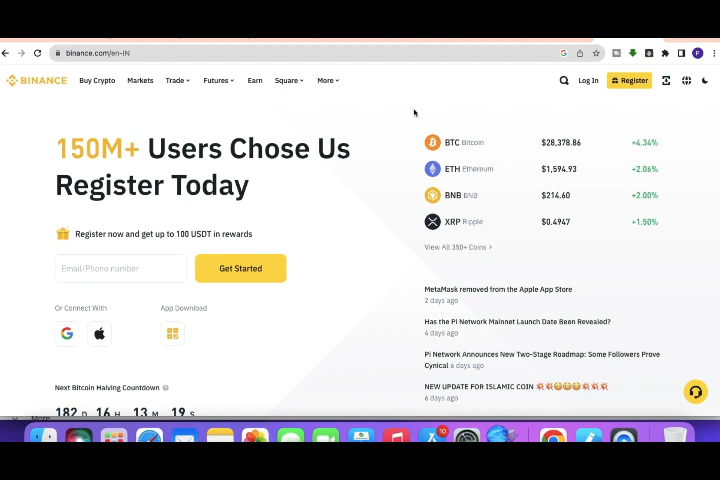 binance.com/en-IN
F
BINANCE
Buy Crypto
Markets
Trade
Futures
Earn
Square
More
Log In
Register
150M+ Users Chose Us
Register Today
Register now and get up to 100 USDT in rewards
Email/Phone number
Get Started
Or Connect With
App Download
Next Bitcoin Halving Countdown
182 D 16 H 13 M 19 S
BTC Bitcoin $28,378.86 +4.34%
ETH Ethereum $1,594.93 +2.06%
BNB BNB $214.60 +2.00%
XRP Ripple $0.4947 +1.50%
View All 350+ Coins >
MetaMask removed from the Apple App Store
2 days ago
Has the Pi Network Mainnet Launch Date Been Revealed?
4 days ago
Pi Network Announces New Two-Stage Roadmap: Some Followers Prove
Cynical 6 days ago
NEW UPDATE FOR ISLAMIC COIN 💥💥😂😂😂💥💥💥
6 days ago
More
10